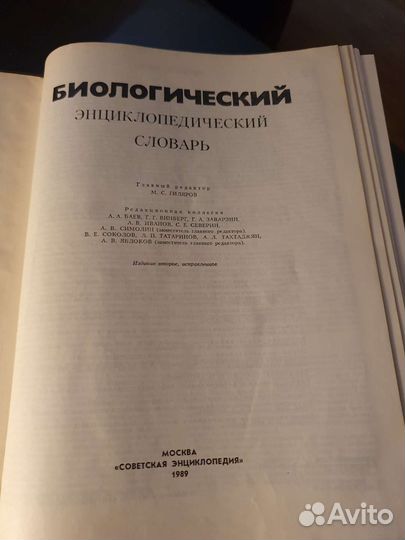 БИОЛОГИЧЕСКИЙ
ЭНЦИКЛОПЕДИЧЕСКИЙ
СЛОВАРЬ
Главный редактор
М. С. ГИЛЯРОВ
Редакционная коллегия
А. А. БАЕВ, Г. Г. ВИНБЕРГ, Г. А. ЗАВАРЗИН,
А. В. ИВАНОВ, С. Е. СЕВЕРИН,
А. В. СИМОЛИН (заместитель главного редактора),
В. Е. СОКОЛОВ, Л. П. ТАТАРИНОВ, А. Л. ТАХТАДЖЯН,
А. В. ЯБЛОКОВ (заместитель главного редактора).
Издание второе, исправленное
МОСКВА
«СОВЕТСКАЯ ЭНЦИКЛОПЕДИЯ»
1989
Avito